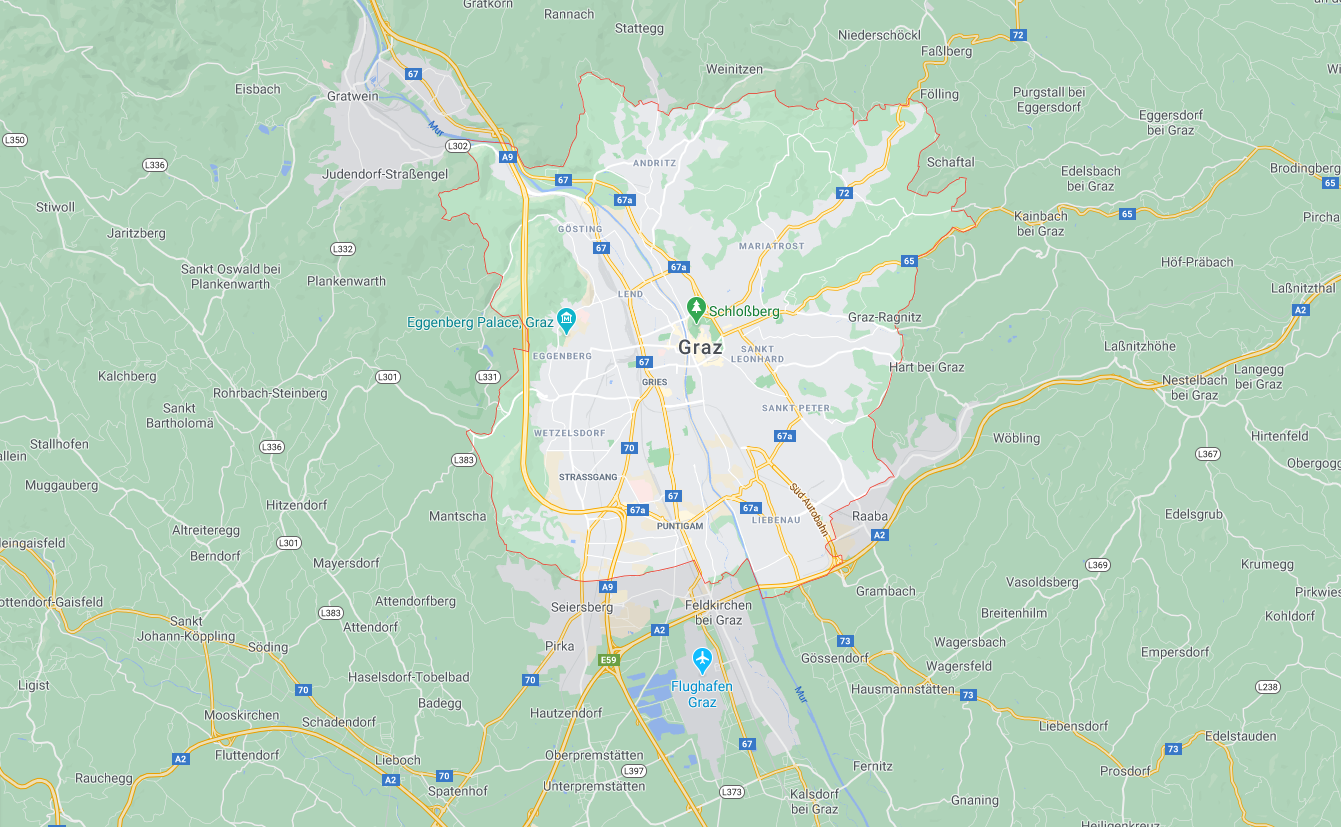 Gratkorn
Rannach
Stattegg
72
Niederschöckl
Faßlberg
67
Weinitzen
Eisbach
Gratwein
Fölling
Purgstall bei
Eggersdorf
Eggersdorf
bei Graz
Mur
L350
L302
A9
L336
ANDRITZ
Schaftal
Brodingberg
Judendorf-Straßengel
67
Edelsbach
bei Graz
65
72
67a
Stiwoll
Jaritzberg
GÖSTING
Kainbach
bei Graz
65
Pircha
L332
67
MARIATROST
65
Höf-Präbach
Sankt Oswald bei
Plankenwarth
Plankenwarth
67a
LEND
Laßnitzthal
A2
Schloßberg
Eggenberg Palace, Graz
Graz-Ragnitz
Graz
Laßnitzhöhe
EGGENBERG
67
SANKT
LEONHARD
Hart bei Graz
Langegg
bei Graz
Kalchberg
L301
L331
GRIES
Nestelbach
bei Graz
Rohrbach-Steinberg
Sankt
Bartholomä
SANKT PETER
WETZELSDORF
67a
Wöbling
Hirtenfeld
Stallhofen
L336
70
L367
allein
L383
Obergogg
STRASSGANG
Muggauberg
67
Süd Autobahn
Hitzendorf
67a
67a
Mantscha
PUNTIGAM
LIEBENAU
Raaba
Edelsgrub
Altreiteregg
A2
L301
Berndorf
Mayersdorf
L369
Krumegg
A9
Vasoldsberg
Grambach
Pirkwies
Attendorfberg
Seiersberg
Feldkirchen
bei Graz
L383
Attendorf
Breitenhilm
Kohldorf
Sankt
Johann-Köppling
A2
73
Wagersbach
Söding
Pirka
E59
Gössendorf
Wagersfeld
Empersdorf
Haselsdorf-Tobelbad
70
Flughafen
Graz
Mur
Hausmannstätten
73
L238
Ligist
70
Badegg
Mooskirchen
Schadendorf
Hautzendorf
Liebensdorf
Edelstauden
67
73
Fluttendorf
A2
Lieboch
Oberpremstätten
L397
Fernitz
Prosdorf
Rauchegg
A2
70
Spatenhof
Unterpremstätten
L373
Kalsdorf
bei Graz
Gnaning
Heiligenkreuz